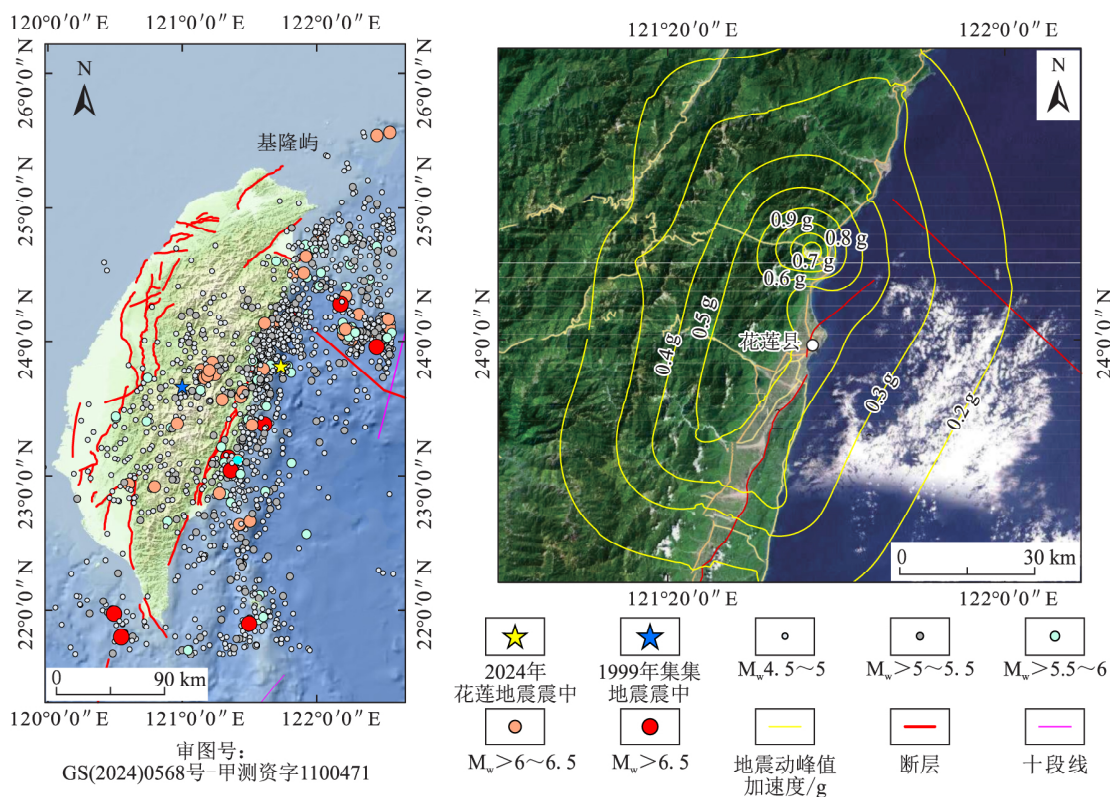 120°0′0″E 121°0′0″E 122°0′0″E
26°0′0″N
25°0′0″N
24°0′0″N
23°0′0″N
22°0′0″N
N
基隆屿
26°0′0″N
25°0′0″N
24°0′0″N
23°0′0″N
22°0′0″N
0 90 km
120°0′0″E 121°0′0″E 122°0′0″E
审图号:
GS(2024)0568号 甲测资字1100471
121°20′0″E 122°0′0″E
N
24°0′0″N
0.9 g
0.8 g
0.7 g
0.6 g
0.5 g
0.4 g
花莲县
0.3 g
0.2 g
24°0′0″N
0 30 km
121°20′0″E 122°0′0″E
2024年
花莲地震震中
1999年集集
地震震中
Mw4.5～5
Mw>5～5.5
Mw>5.5～6
Mw>6～6.5
Mw>6.5
地震动峰值
加速度/g
断层
十段线